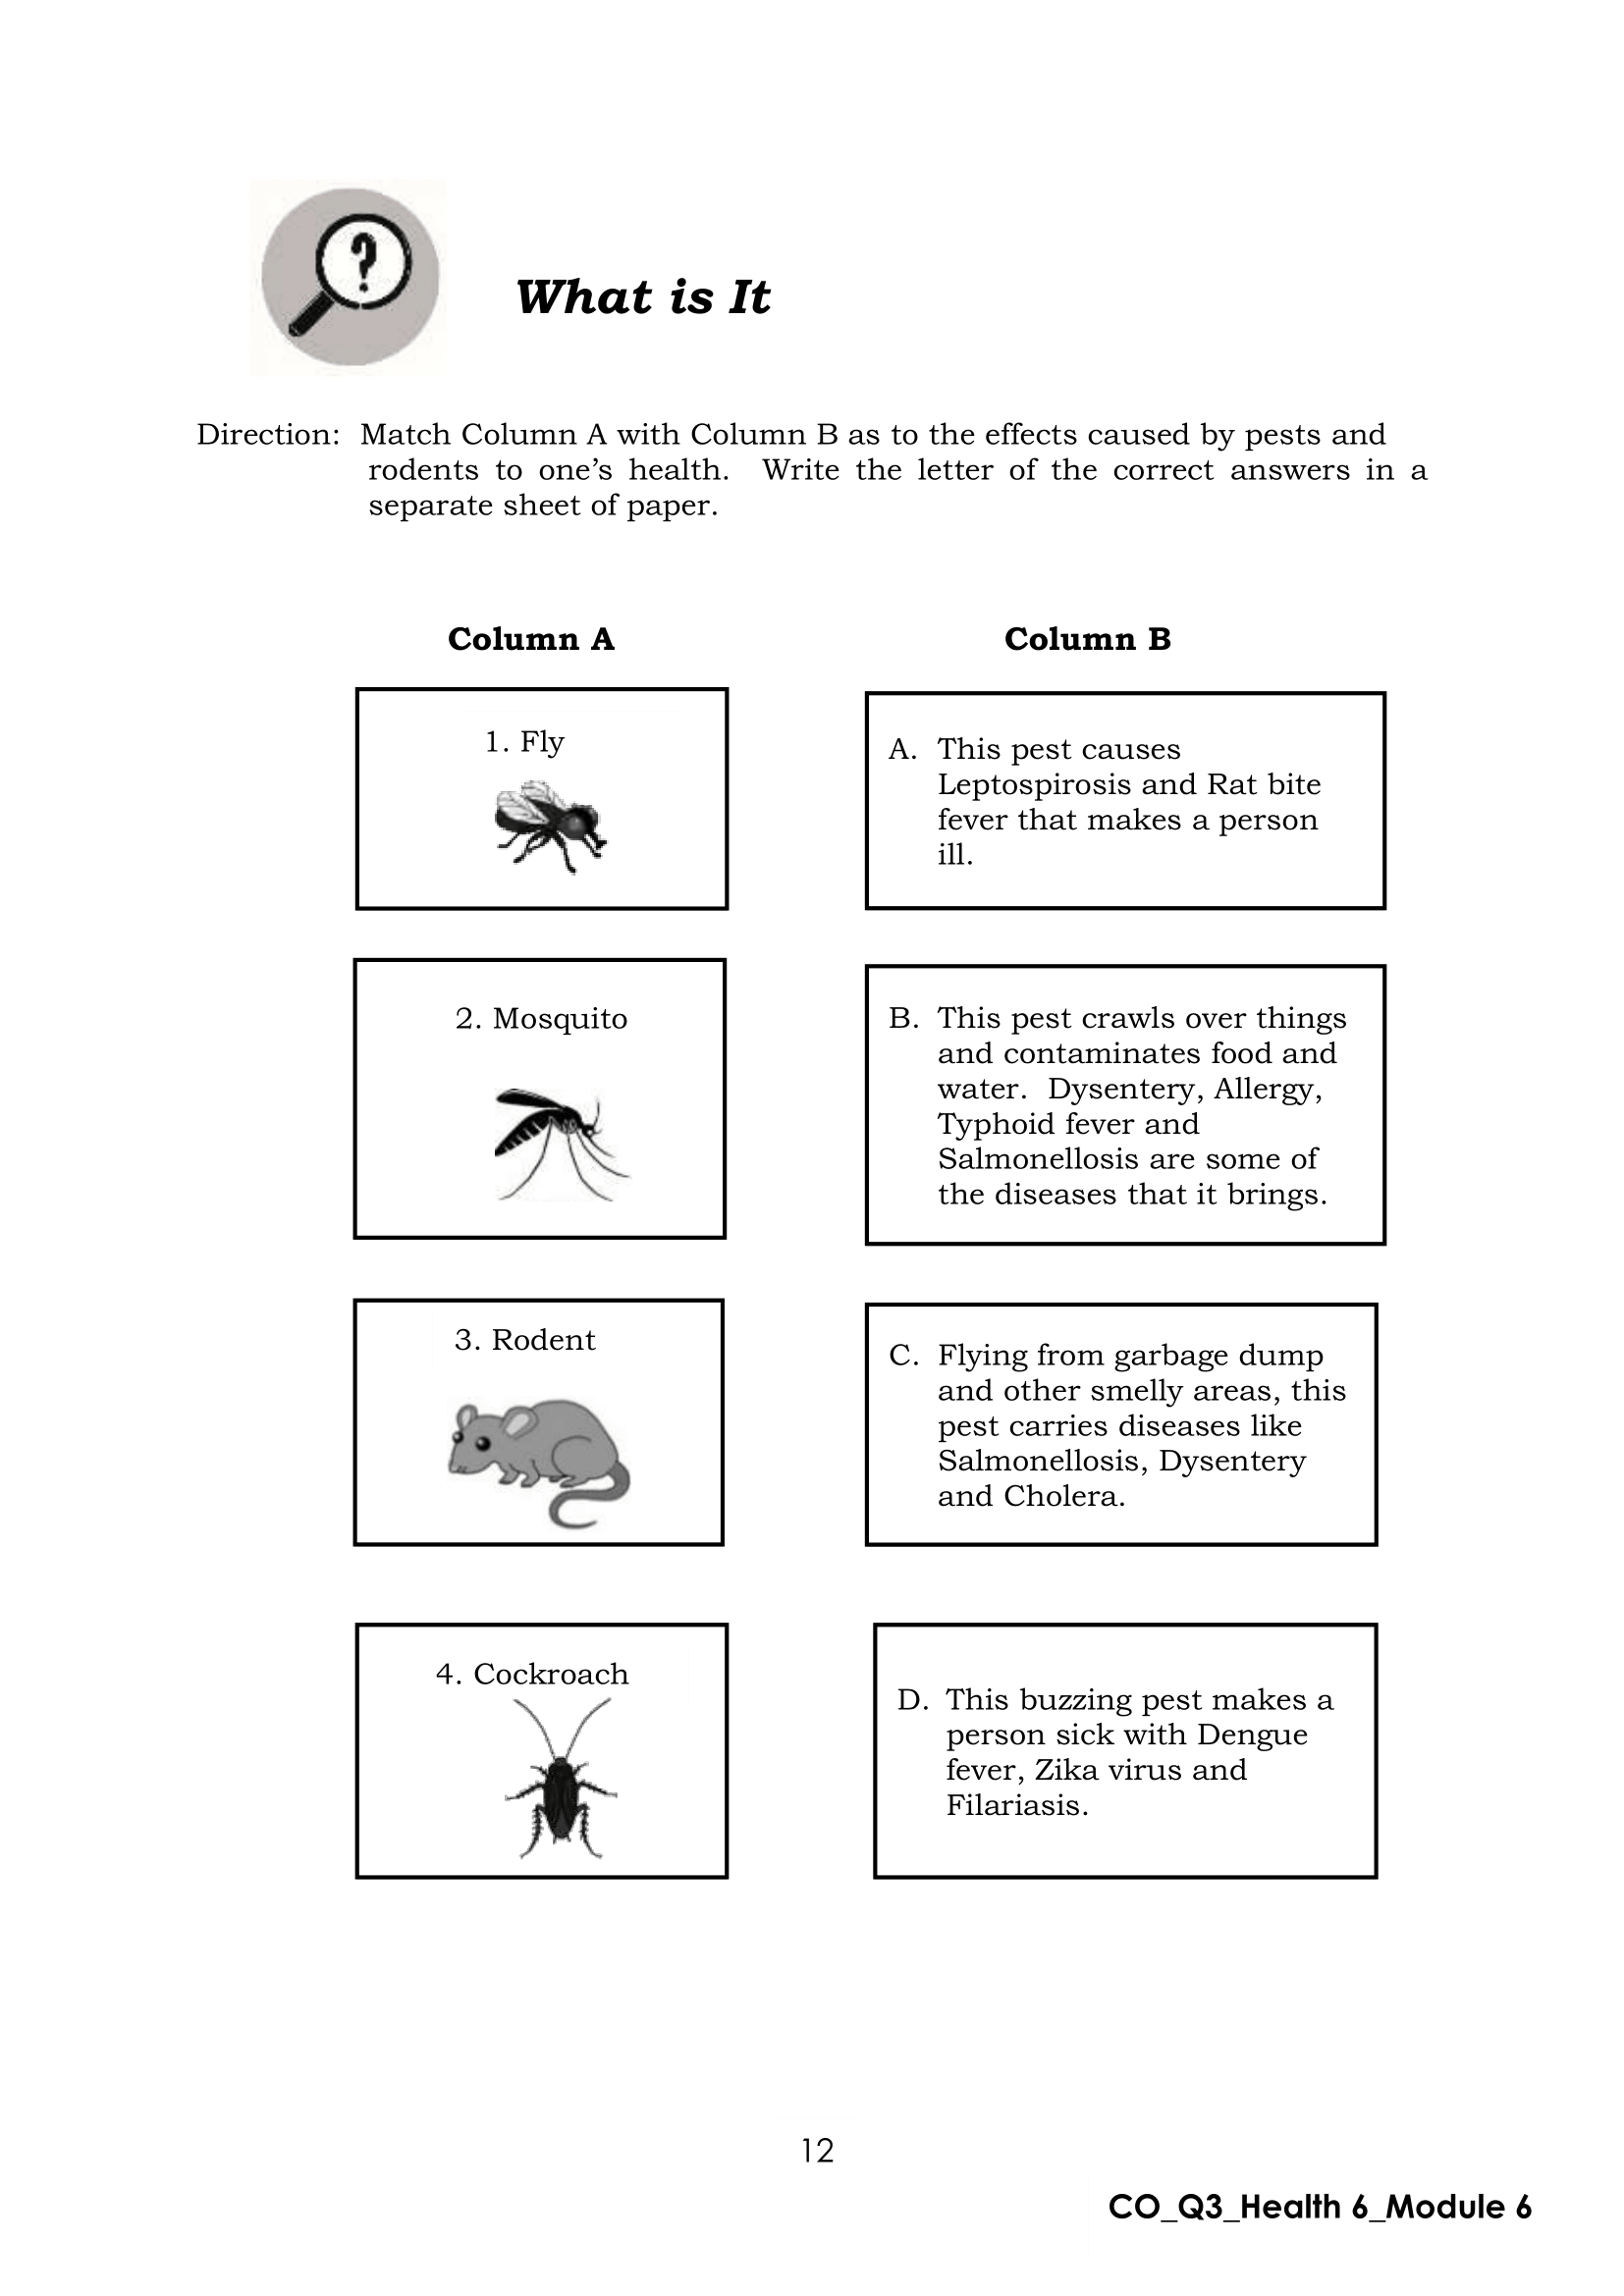 ?
What is It
Direction: Match Column A with Column B as to the effects caused by pests and
rodents to one’s health. Write the letter of the correct answers in a
separate sheet of paper.
Column A
Column B
1. Fly
A. This pest causes
Leptospirosis and Rat bite
fever that makes a person
ill.
2. Mosquito
B. This pest crawls over things
and contaminates food and
water. Dysentery, Allergy,
Typhoid fever and
Salmonellosis are some of
the diseases that it brings.
3. Rodent
C. Flying from garbage dump
and other smelly areas, this
pest carries diseases like
Salmonellosis, Dysentery
and Cholera.
4. Cockroach
D. This buzzing pest makes a
person sick with Dengue
fever, Zika virus and
Filariasis.
12
CO_Q3_Health 6_Module 6